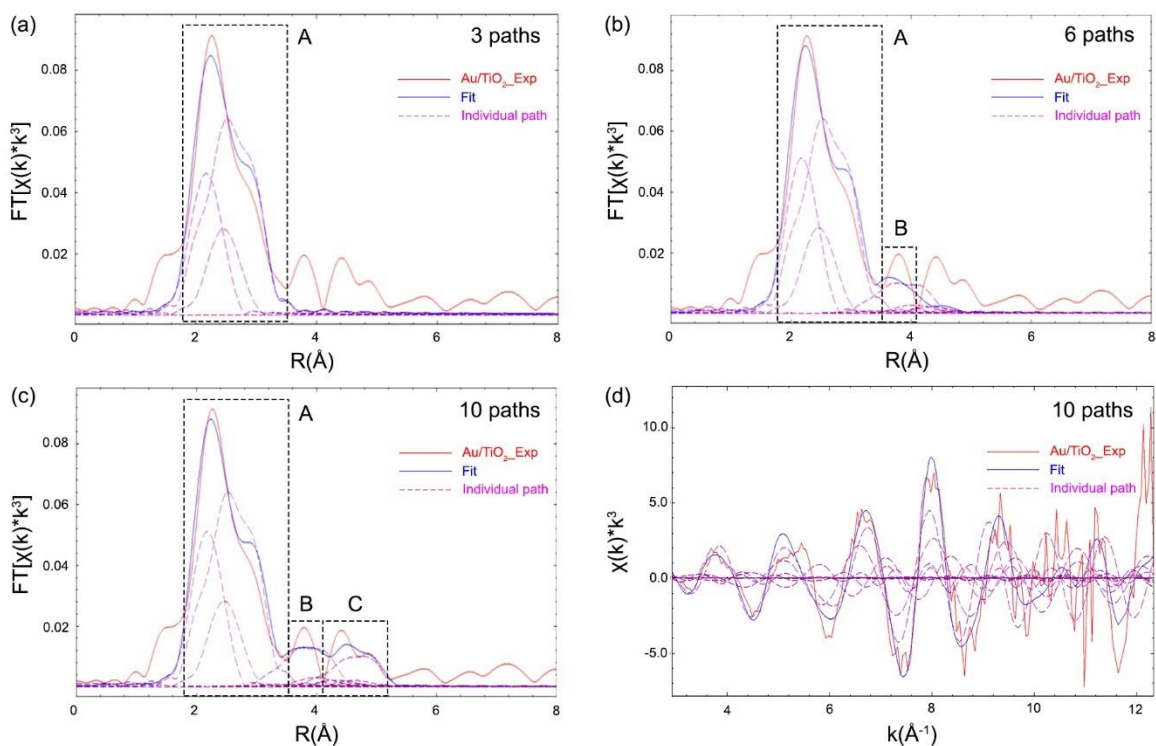 (a)
A
3 paths
Au/TiO₂_Exp
Fit
Individual path
FT[χ(k)*k³]
0.08
0.06
0.04
0.02
0 2 4 6 8
R(Å)
(b)
A
6 paths
Au/TiO₂_Exp
Fit
Individual path
B
FT[χ(k)*k³]
0.08
0.06
0.04
0.02
0 2 4 6 8
R(Å)
(c)
A
10 paths
Au/TiO₂_Exp
Fit
Individual path
B C
FT[χ(k)*k³]
0.08
0.06
0.04
0.02
0 2 4 6 8
R(Å)
(d)
10 paths
Au/TiO₂_Exp
Fit
Individual path
χ(k)*k³
10.0
5.0
0.0
-5.0
4 6 8 10 12
k(Å⁻¹)